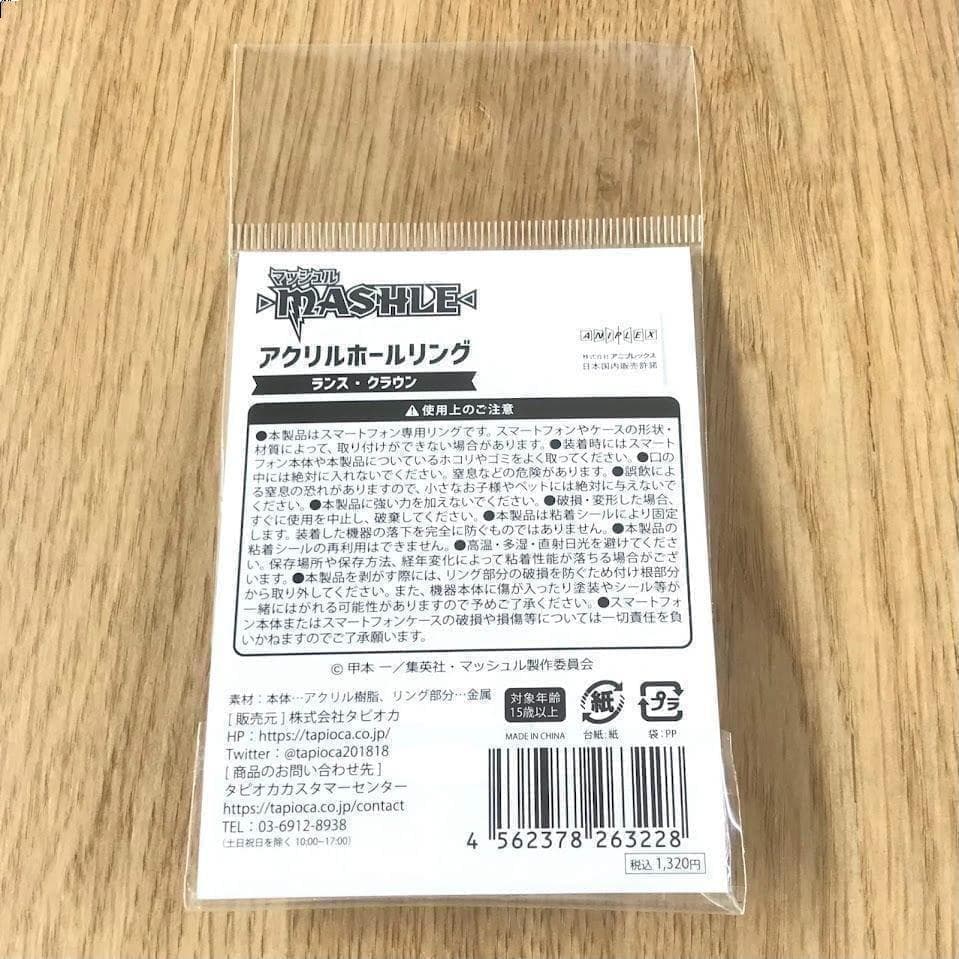 マッシュル
MASHLE
アクリルホールリング
ランス・クラウン
ANIPLEX
株式会社アニプレックス
日本国内販売許諾
⚠使用上のご注意
●本製品はスマートフォン専用リングです。スマートフォンやケースの形状・
材質によって、取り付けができない場合があります。●装着時にはスマート
フォン本体や本製品についているホコリやゴミをよく取ってください。●口の
中には絶対に入れないでください。窒息などの危険があります。●誤飲によ
る窒息の恐れがありますので、小さなお子様やペットには絶対に与えないで
ください。●本製品に強い力を加えないでください。●破損・変形した場合、
すぐに使用を中止し、破棄してください。●本製品は粘着シールにより固定
します。装着した機器の落下を完全に防ぐものではありません。●本製品の
粘着シールの再利用はできません。●高温・多湿・直射日光を避けてくださ
い。保存場所や保存方法、経年変化によって粘着性能が落ちる場合がござ
います。●本製品を剥がす際には、リング部分の破損を防ぐため付け根部分
から取り外してください。また、機器本体に傷が入ったり塗装やシール等が
一緒にはがれる可能性がありますので予めご了承ください。●スマートフォ
ン本体またはスマートフォンケースの破損や損傷等については一切責任を負
いかねますのでご了承願います。
© 甲本 一／集英社・マッシュル製作委員会
素材：本体…アクリル樹脂、リング部分…金属
[ 販売元 ] 株式会社タピオカ
HP：https://tapioca.co.jp/
Twitter：@tapioca201818
[ 商品のお問い合わせ先 ]
タピオカカスタマーセンター
https://tapioca.co.jp/contact
TEL：03-6912-8938
（土日祝日を除く 10:00~17:00）
対象年齢
15歳以上
MADE IN CHINA
紙
台紙：紙
プラ
袋：PP
4 562378 263228
税込 1,320円